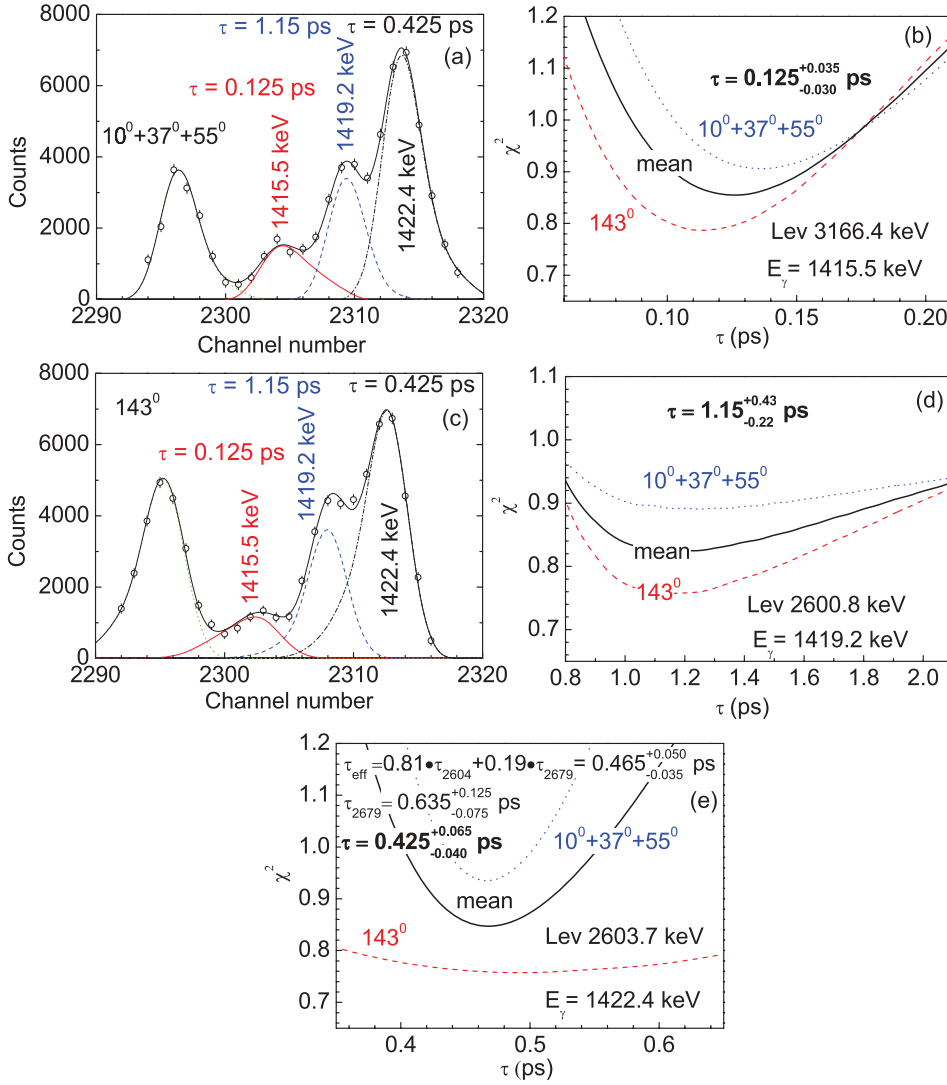 (a)
τ = 1.15 ps
τ = 0.425 ps
τ = 0.125 ps
10⁰+37⁰+55⁰
1415.5 keV
1419.2 keV
1422.4 keV
8000
6000
4000
2000
0
Counts
2290 2300 2310 2320
Channel number
(b)
τ = 0.125 +0.035 -0.030 ps
10⁰+37⁰+55⁰
mean
143⁰
Lev 3166.4 keV
Eγ = 1415.5 keV
1.2
1.1
1.0
0.9
0.8
0.7
χ²
0.10 0.15 0.20
τ (ps)
(c)
143⁰
τ = 1.15 ps
τ = 0.425 ps
τ = 0.125 ps
1415.5 keV
1419.2 keV
1422.4 keV
8000
6000
4000
2000
0
Counts
2290 2300 2310 2320
Channel number
(d)
τ = 1.15 +0.43 -0.22 ps
10⁰+37⁰+55⁰
mean
143⁰
Lev 2600.8 keV
Eγ = 1419.2 keV
1.1
1.0
0.9
0.8
0.7
χ²
0.8 1.0 1.2 1.4 1.6 1.8 2.0
τ (ps)
(e)
τeff=0.81•τ2604+0.19•τ2679= 0.465 +0.050 -0.035 ps
τ2679= 0.635 +0.125 -0.075 ps
τ = 0.425 +0.065 -0.040 ps
10⁰+37⁰+55⁰
mean
143⁰
Lev 2603.7 keV
Eγ = 1422.4 keV
1.2
1.1
1.0
0.9
0.8
0.7
χ²
0.4 0.5 0.6
τ (ps)